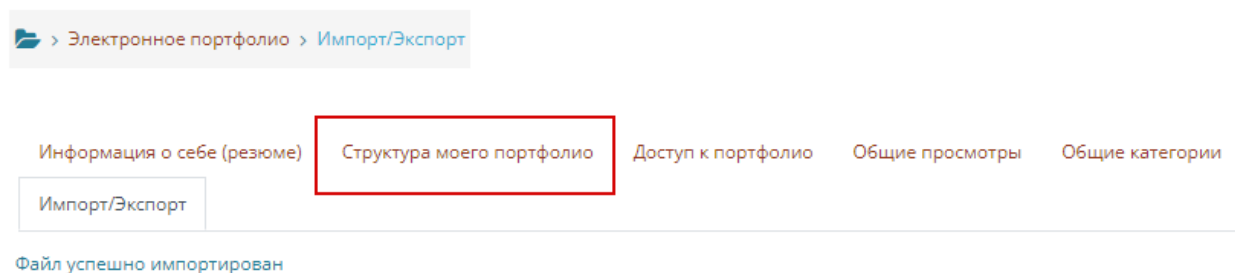 > Электронное портфолио > Импорт/Экспорт
Информация о себе (резюме) Структура моего портфолио Доступ к портфолио Общие просмотры Общие категории
Импорт/Экспорт
Файл успешно импортирован